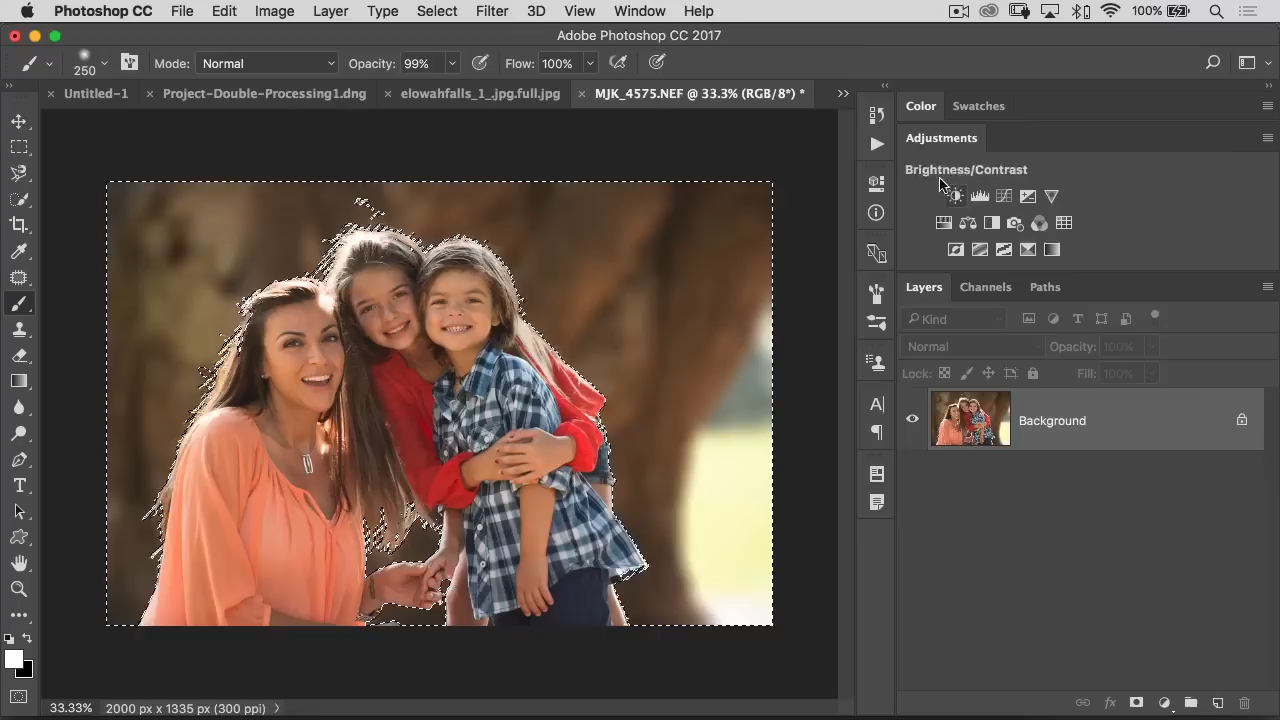 Photoshop CC File Edit Image Layer Type Select Filter 3D View Window Help 100%
Adobe Photoshop CC 2017
250 Mode: Normal Opacity: 99% Flow: 100%
Untitled-1 Project-Double-Processing1.dng elowahfalls_1_.jpg.full.jpg MJK_4575.NEF @ 33.3% (RGB/8*) *
Color Swatches
Adjustments
Brightness/Contrast
Layers Channels Paths
Kind
Normal Opacity: 100%
Lock: Fill: 100%
Background
33.33% 2000 px x 1335 px (300 ppi)